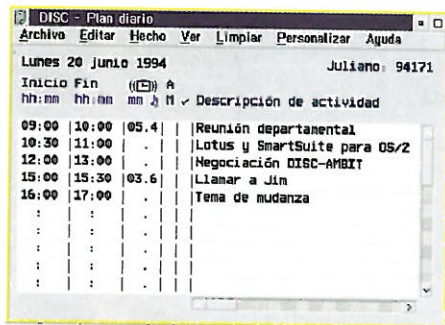 DISC - Plan diario
Archivo Editar Hecho Ver Limpiar Personalizar Ayuda
Lunes 20 junio 1994 Juliano: 94171
Inicio Fin A
hh:mm hh:mm mm ♪ M ✓ Descripción de actividad
09:00 |10:00 |05.4| | |Reunión departamental
10:30 |11:00 | . | | |Lotus y SmartSuite para OS/2
12:00 |13:00 | . | | |Negociación DISC-AMBIT
15:00 |15:30 |03.6| | |Llamar a Jim
16:00 |17:00 | . | | |Tema de mudanza
: | : | . | | |
: | : | . | | |
: | : | . | | |
: | : | . | | |
: | : | . | | |